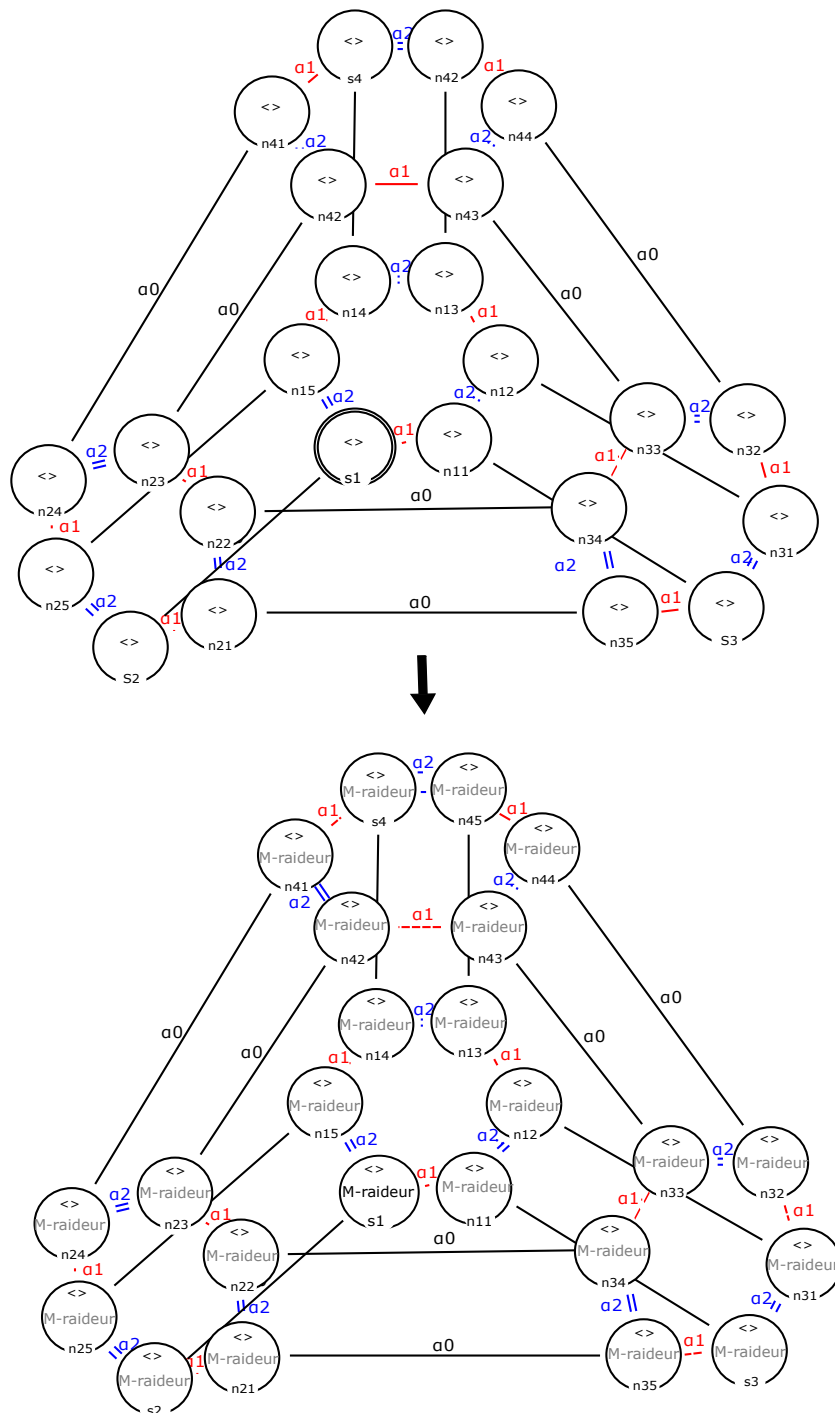 <>
s4
α2
<>
n42
α1
α1
<>
n41
α2
<>
n44
α2
<>
n42
α1
<>
n43
α0
α0
α0
α0
<>
n14
α2
<>
n13
α1
α1
<>
n15
α2
<>
n12
α2
<>
s1
α1
<>
n11
<>
n33
α2
<>
n32
α1
α1
<>
n24
α2
<>
n23
α1
α1
<>
n22
α0
<>
n34
<>
n31
α2
<>
n25
α2
α2
α2
<>
S2
α1
<>
n21
α0
<>
n35
α1
<>
S3
<>
M-raideur
s4
α2
<>
M-raideur
n45
α1
α1
<>
M-raideur
n41
α2
<>
M-raideur
n44
α2
<>
M-raideur
n42
α1
<>
M-raideur
n43
α0
α0
α0
α0
<>
M-raideur
n14
α2
<>
M-raideur
n13
α1
α1
<>
M-raideur
n15
α2
<>
M-raideur
n12
α2
<>
M-raideur
s1
α1
<>
M-raideur
n11
<>
M-raideur
n33
α2
<>
M-raideur
n32
α1
α1
<>
M-raideur
n24
α2
<>
M-raideur
n23
α1
α1
<>
M-raideur
n22
α0
<>
M-raideur
n34
<>
M-raideur
n31
α2
<>
M-raideur
n25
α2
α2
α2
<>
M-raideur
s2
α1
<>
M-raideur
n21
α0
<>
M-raideur
n35
α1
<>
M-raideur
s3